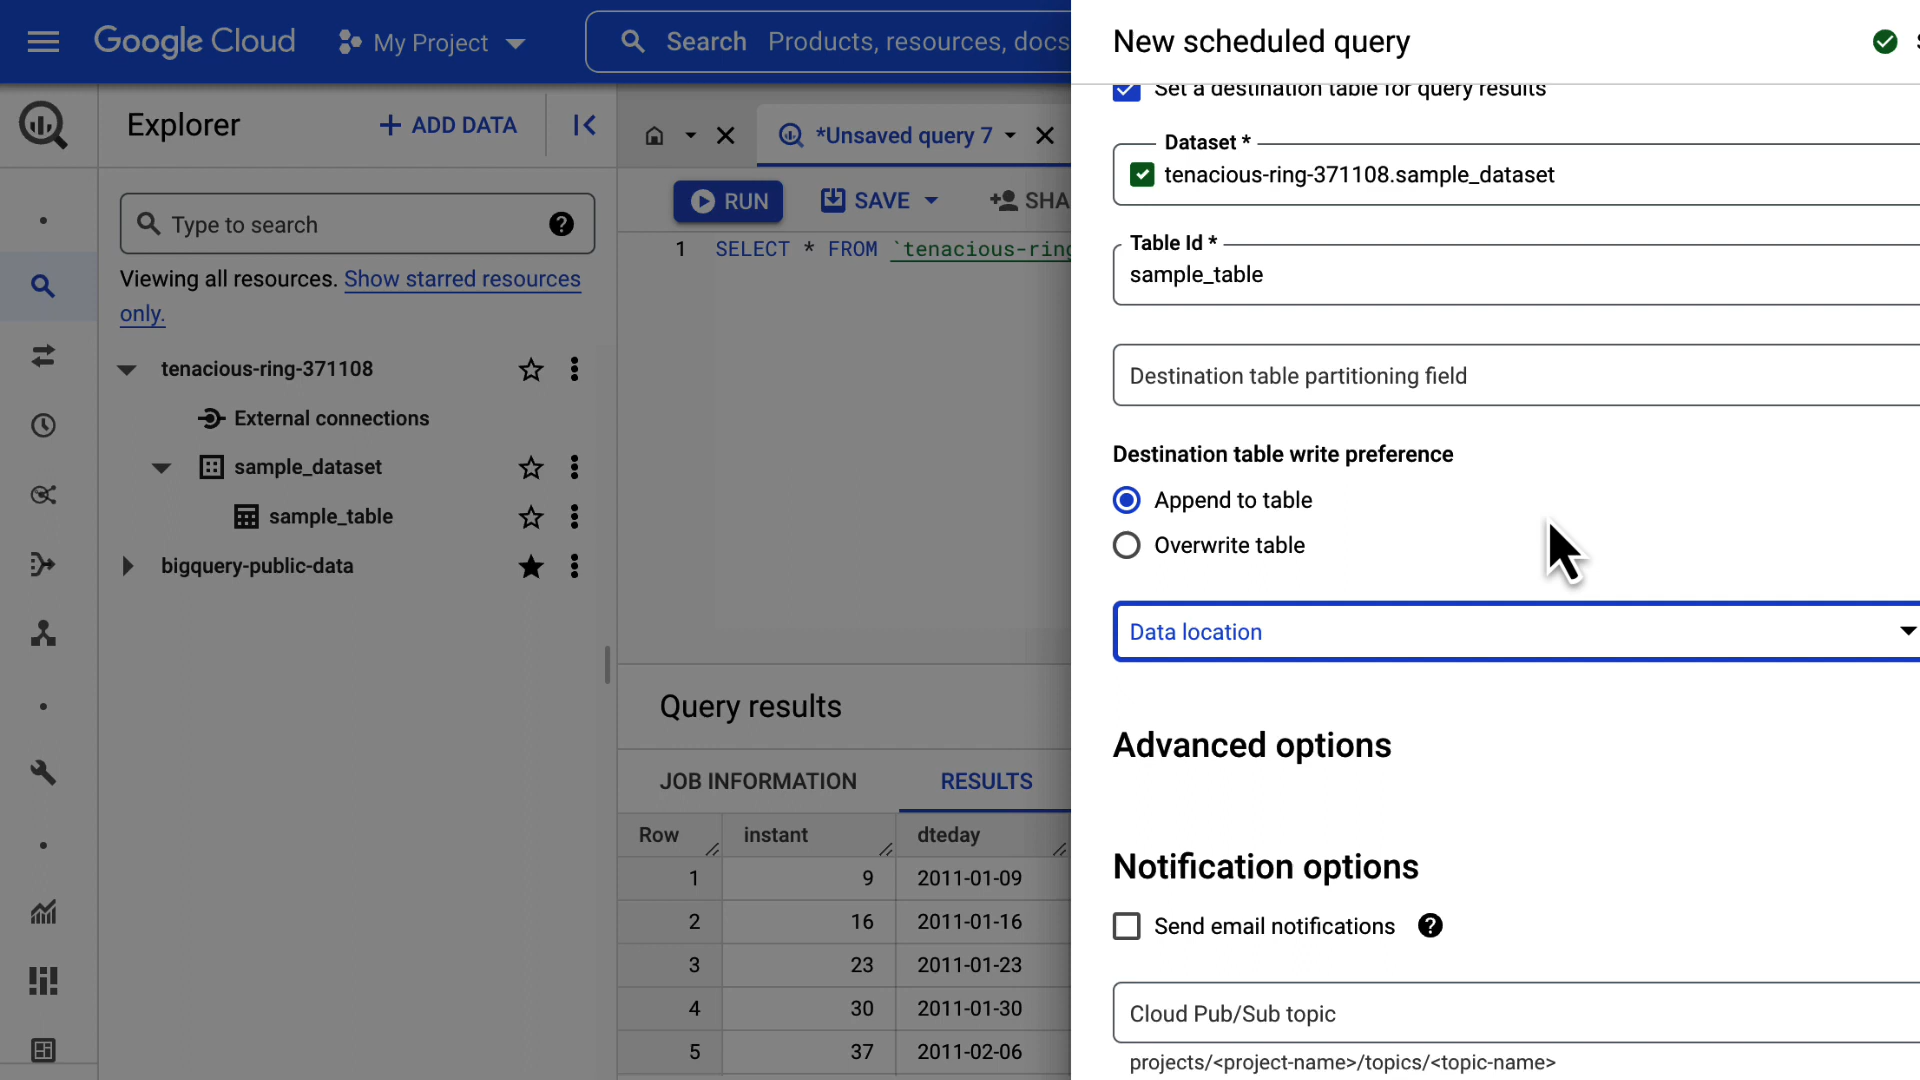 Google Cloud
My Project
Search Products, resources, docs
Explorer
+ ADD DATA
Type to search
Viewing all resources. Show starred resources
only.
tenacious-ring-371108
External connections
sample_dataset
sample_table
bigquery-public-data
*Unsaved query 7
RUN
SAVE
SHA
1 SELECT * FROM `tenacious-ring
Query results
JOB INFORMATION
RESULTS
Row instant dteday
1 9 2011-01-09
2 16 2011-01-16
3 23 2011-01-23
4 30 2011-01-30
5 37 2011-02-06
New scheduled query
Set a destination table for query results
Dataset *
tenacious-ring-371108.sample_dataset
Table Id *
sample_table
Destination table partitioning field
Destination table write preference
Append to table
Overwrite table
Data location
Advanced options
Notification options
Send email notifications
Cloud Pub/Sub topic
projects/<project-name>/topics/<topic-name>